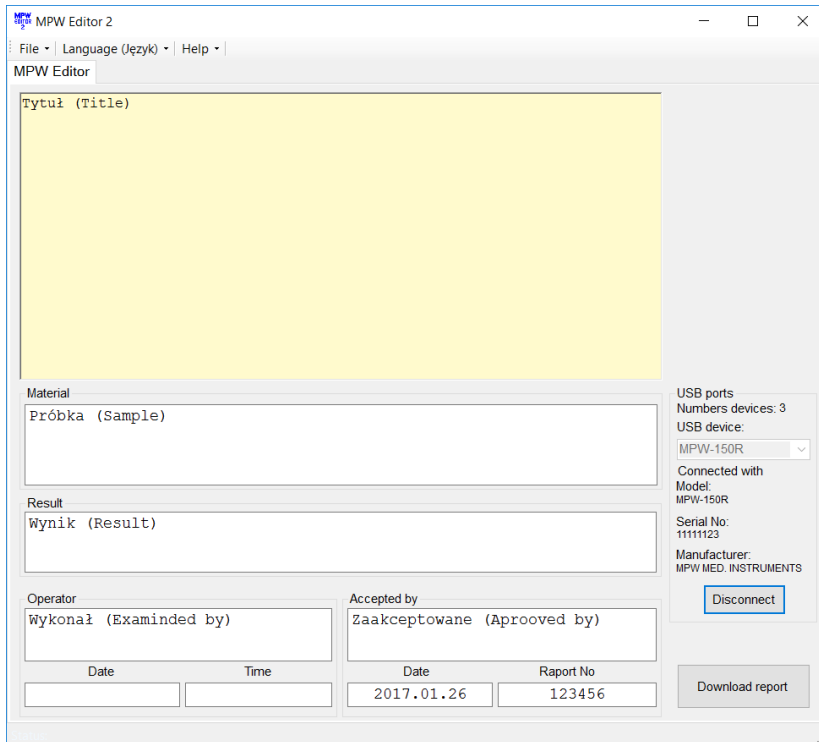 MPW EDITOR 2 MPW Editor 2
File Language (Język) Help
MPW Editor
Tytuł (Title)
Material
Próbka (Sample)
Result
Wynik (Result)
Operator
Wykonał (Examinded by)
Date Time
Accepted by
Zaakceptowane (Aprooved by)
Date Raport No
2017.01.26 123456
USB ports
Numbers devices: 3
USB device:
MPW-150R
Connected with
Model:
MPW-150R
Serial No:
11111123
Manufacturer:
MPW MED. INSTRUMENTS
Disconnect
Download report